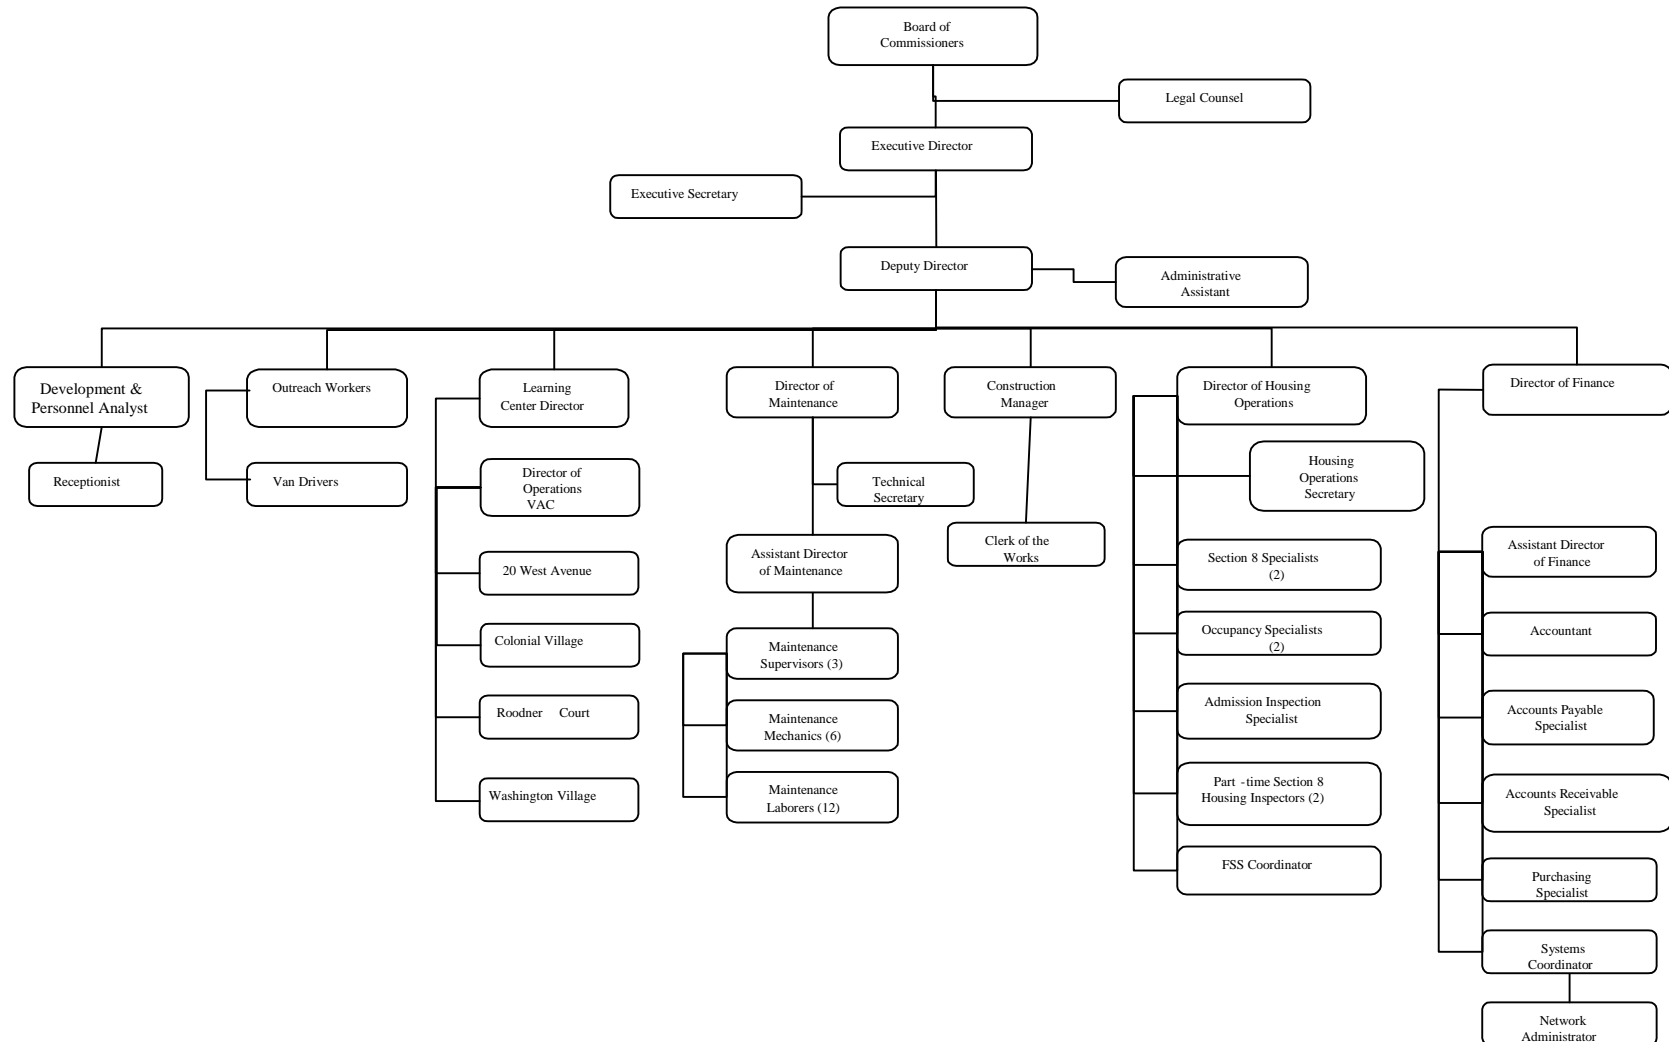 Board of
Commissioners
Legal Counsel
Executive Director
Executive Secretary
Deputy Director
Administrative
Assistant
Development &
Personnel Analyst
Receptionist
Outreach Workers
Van Drivers
Learning
Center Director
Director of
Operations
VAC
20 West Avenue
Colonial Village
Roodner Court
Washington Village
Director of
Maintenance
Technical
Secretary
Assistant Director
of Maintenance
Maintenance
Supervisors (3)
Maintenance
Mechanics (6)
Maintenance
Laborers (12)
Construction
Manager
Clerk of the
Works
Director of Housing
Operations
Housing
Operations
Secretary
Section 8 Specialists
(2)
Occupancy Specialists
(2)
Admission Inspection
Specialist
Part -time Section 8
Housing Inspectors (2)
FSS Coordinator
Director of Finance
Assistant Director
of Finance
Accountant
Accounts Payable
Specialist
Accounts Receivable
Specialist
Purchasing
Specialist
Systems
Coordinator
Network
Administrator